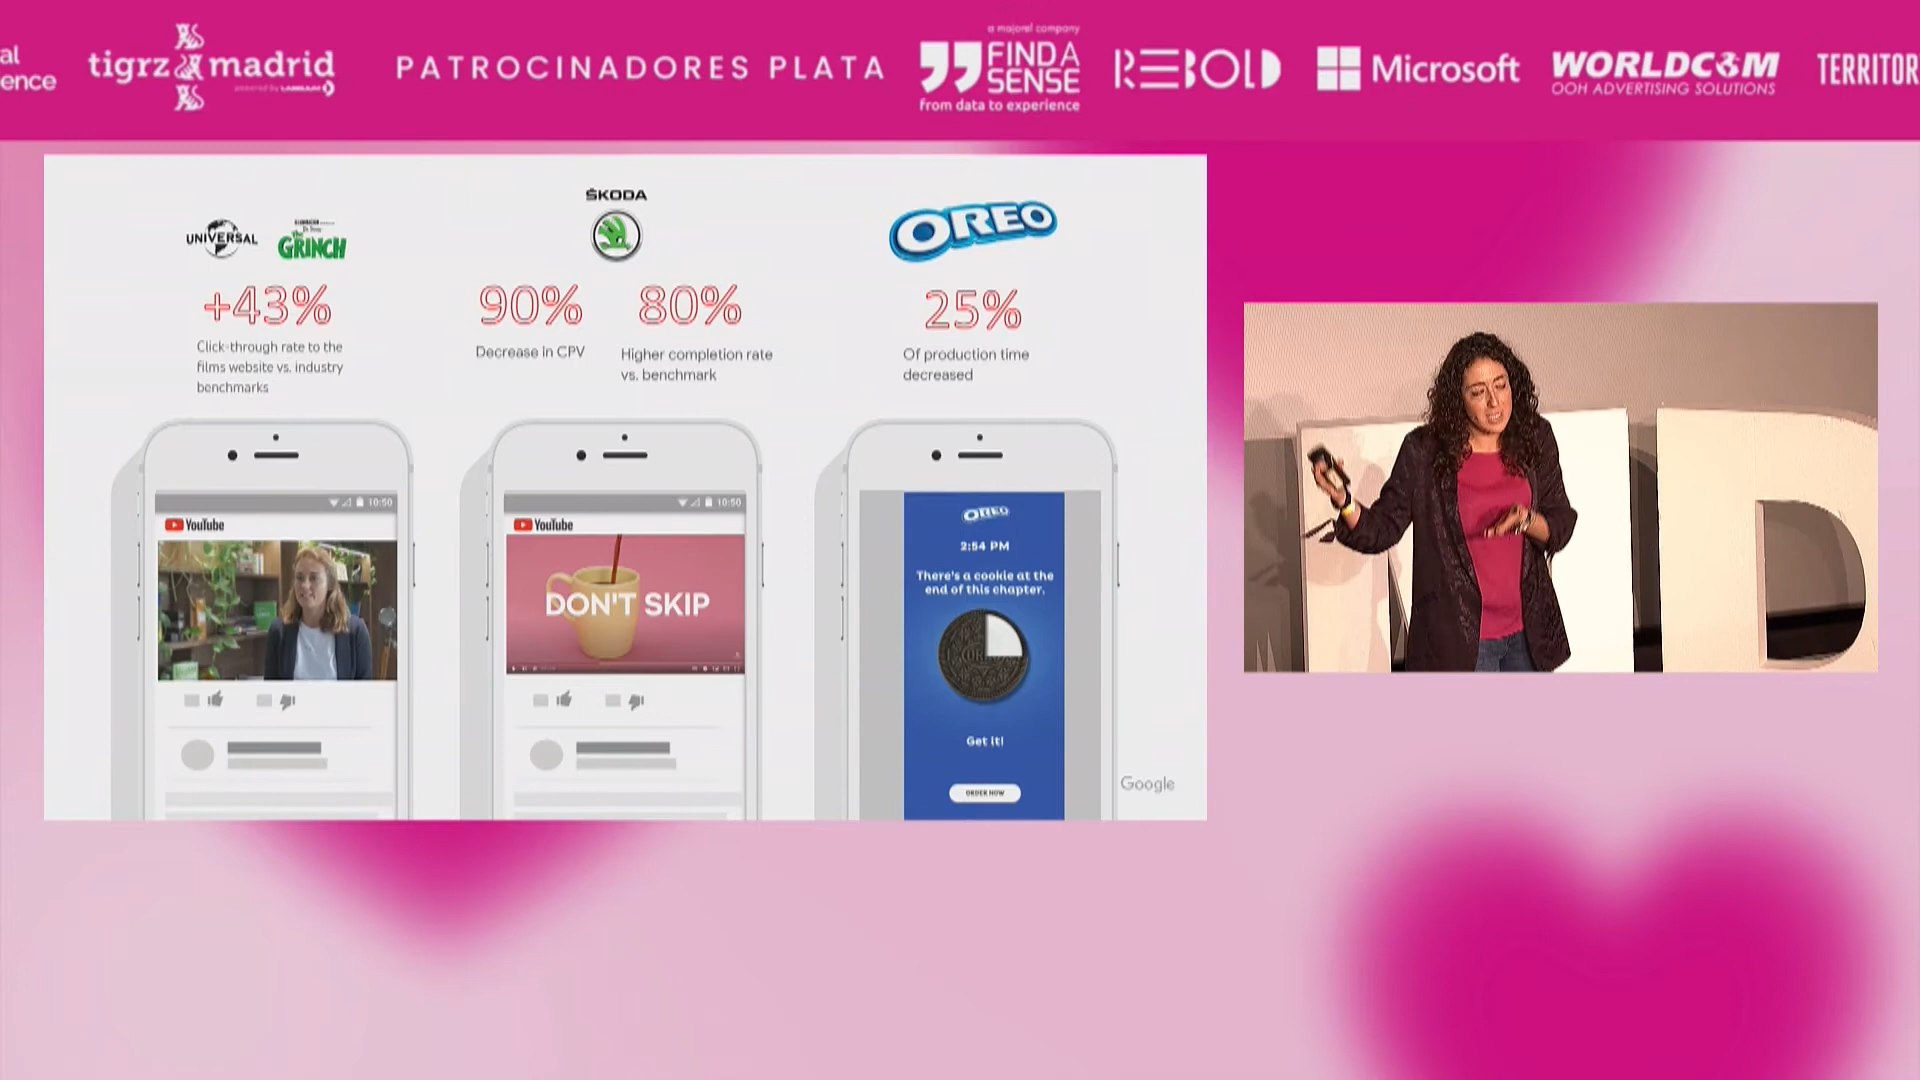 al
ence
tigrz madrid
PATROCINADORES PLATA
a majorel company
FIND A
SENSE
from data to experience
REBOLD
Microsoft
WORLDCOM
OOH ADVERTISING SOLUTIONS
TERRITOR
UNIVERSAL
GRINCH
+43%
Click-through rate to the
films website vs. industry
benchmarks
ŠKODA
90%
Decrease in CPV
80%
Higher completion rate
vs. benchmark
OREO
25%
Of production time
decreased
10:50
YouTube
10:50
YouTube
DON'T SKIP
OREO
2:54 PM
There's a cookie at the
end of this chapter.
OREO
Get it!
ORDER NOW
Google
D